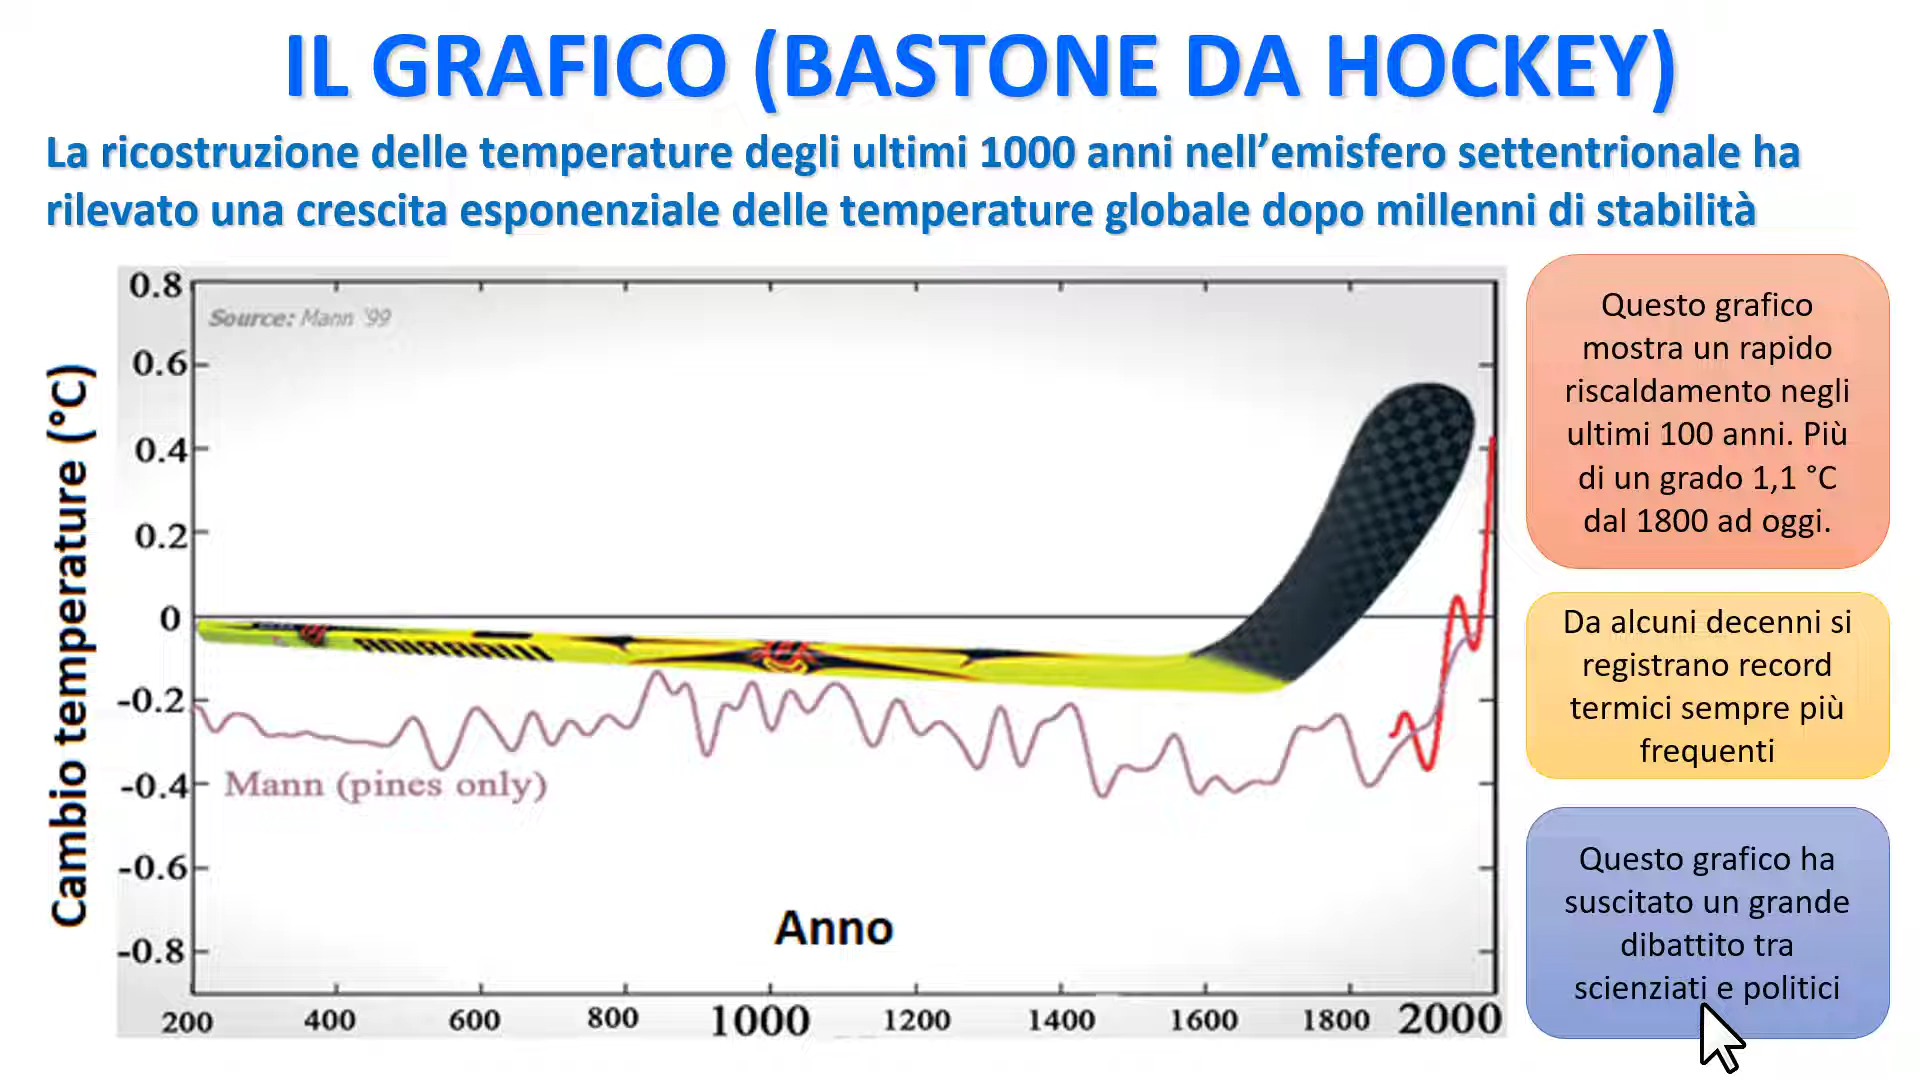 IL GRAFICO (BASTONE DA HOCKEY)
La ricostruzione delle temperature degli ultimi 1000 anni nell’emisfero settentrionale ha
rilevato una crescita esponenziale delle temperature globale dopo millenni di stabilità
Source: Mann '99
Cambio temperature (°C)
0.8
0.6
0.4
0.2
0
-0.2
-0.4
-0.6
-0.8
Mann (pines only)
Anno
200 400 600 800 1000 1200 1400 1600 1800 2000
Questo grafico
mostra un rapido
riscaldamento negli
ultimi 100 anni. Più
di un grado 1,1 °C
dal 1800 ad oggi.
Da alcuni decenni si
registrano record
termici sempre più
frequenti
Questo grafico ha
suscitato un grande
dibattito tra
scienziati e politici